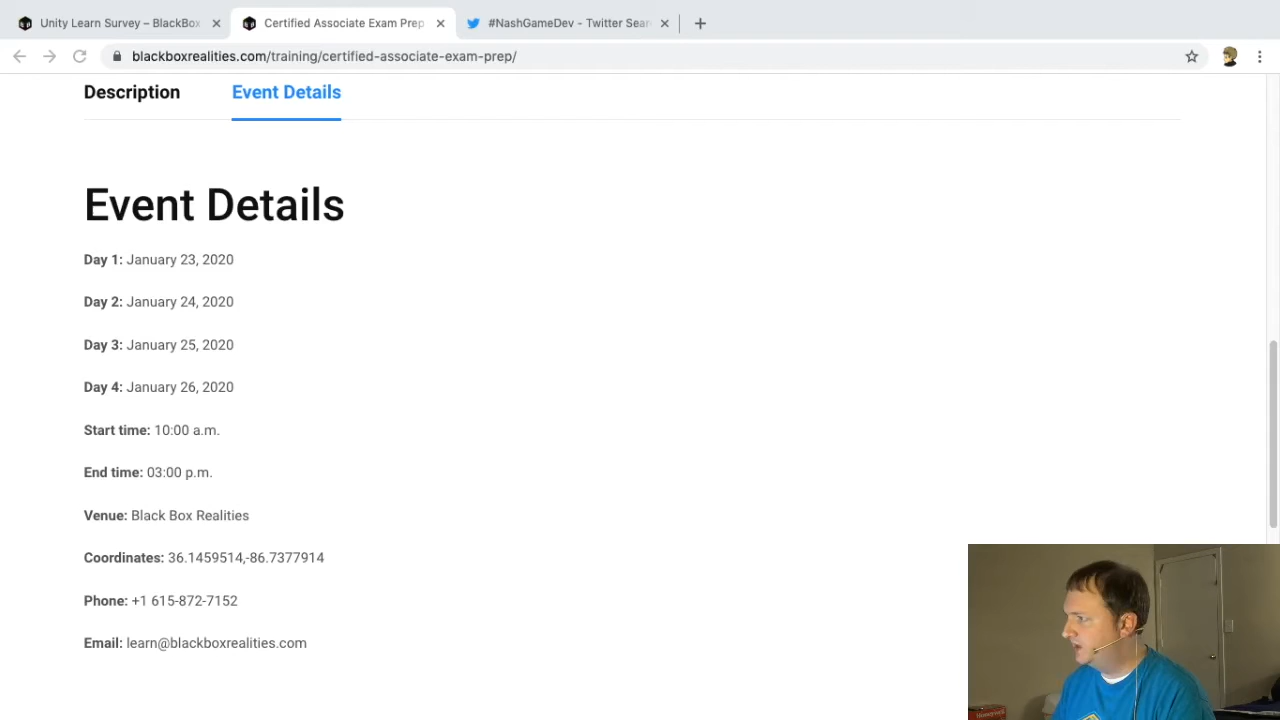 Unity Learn Survey – BlackBox
Certified Associate Exam Prep
#NashGameDev - Twitter Sear
blackboxrealities.com/training/certified-associate-exam-prep/
Description
Event Details
Event Details
Day 1: January 23, 2020
Day 2: January 24, 2020
Day 3: January 25, 2020
Day 4: January 26, 2020
Start time: 10:00 a.m.
End time: 03:00 p.m.
Venue: Black Box Realities
Coordinates: 36.1459514,-86.7377914
Phone: +1 615-872-7152
Email: learn@blackboxrealities.com
Honeywell